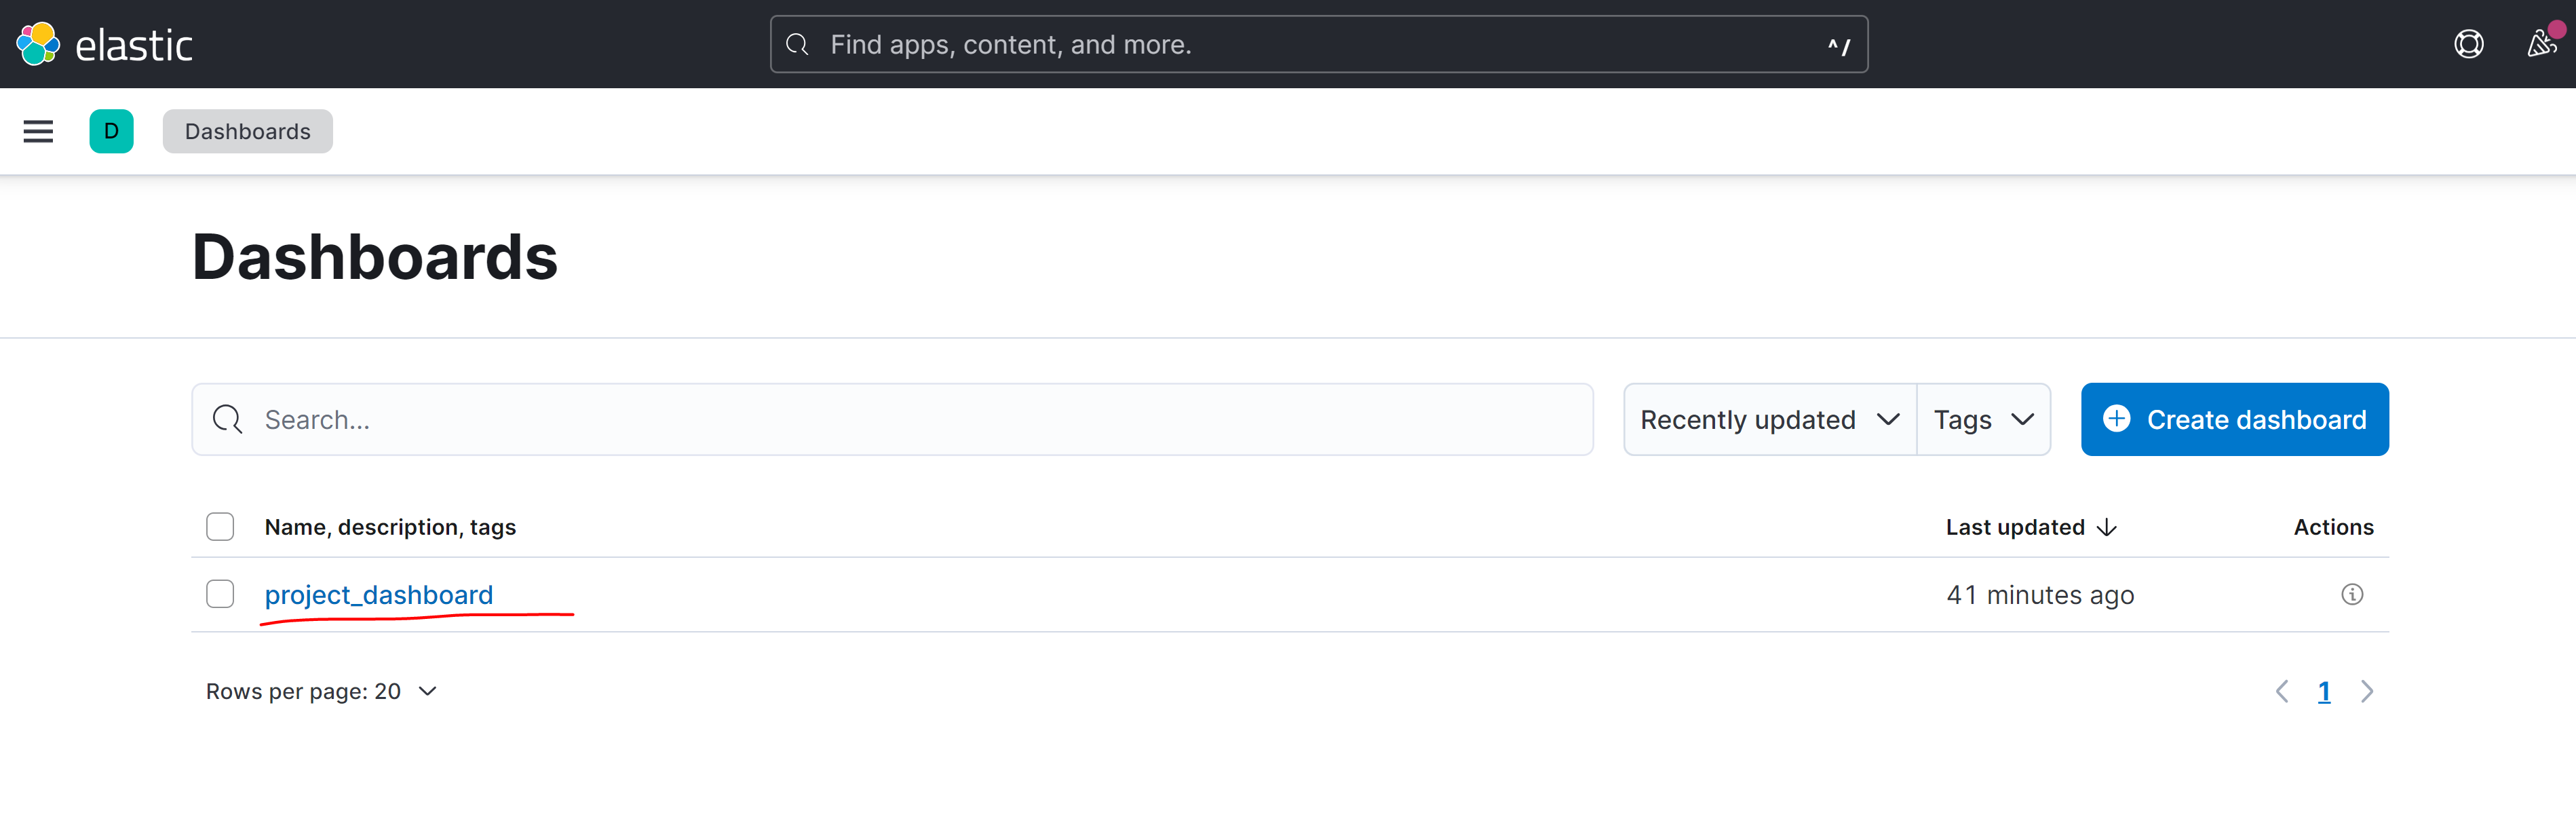 elastic
Find apps, content, and more.
^/
D
Dashboards
Dashboards
Search...
Recently updated
Tags
Create dashboard
Name, description, tags
Last updated
Actions
project_dashboard
41 minutes ago
Rows per page: 20
1